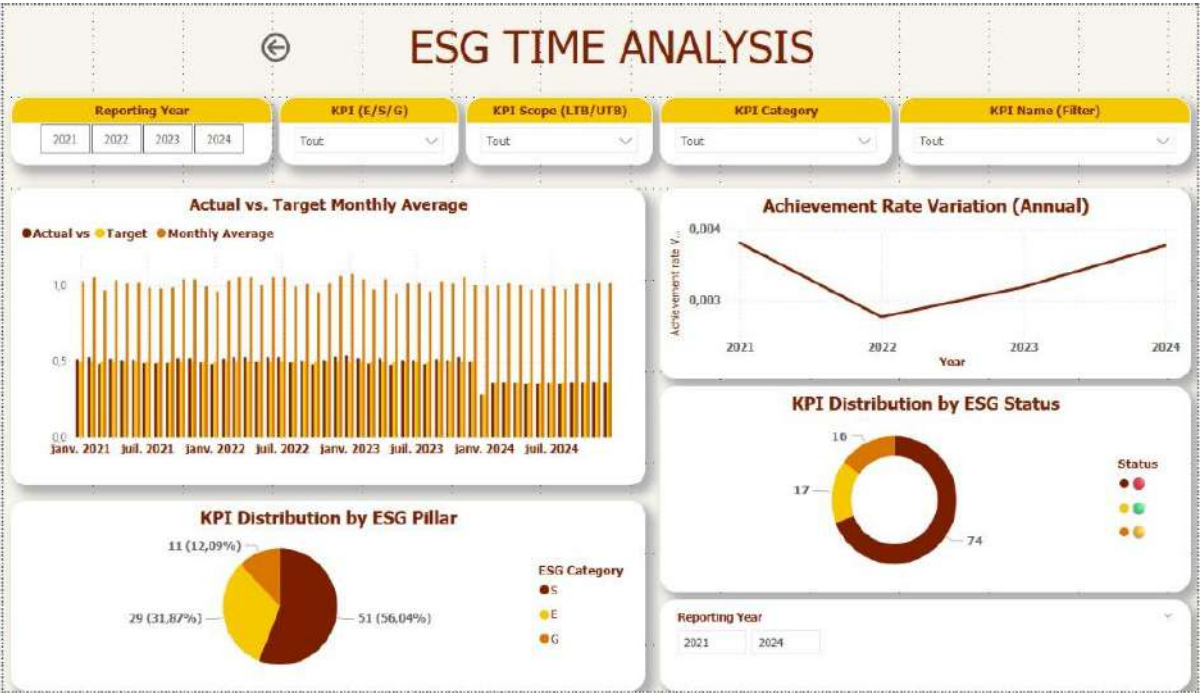 ESG TIME ANALYSIS
Reporting Year
2021 2022 2023 2024
KPI (E/S/G)
Tout
KPI Scope (LTB/UTB)
Tout
KPI Category
Tout
KPI Name (Filter)
Tout
Actual vs. Target Monthly Average
Actual vs Target Monthly Average
1,0
0,5
0,0
janv. 2021 juil. 2021 janv. 2022 juil. 2022 janv. 2023 juil. 2023 janv. 2024 juil. 2024
Achievement Rate Variation (Annual)
Achievement rate V...
0,004
0,003
2021 2022 2023 2024
Year
KPI Distribution by ESG Status
16
17
74
Status
KPI Distribution by ESG Pillar
11 (12,09%)
29 (31,87%)
51 (56,04%)
ESG Category
S
E
G
Reporting Year
2021 2024